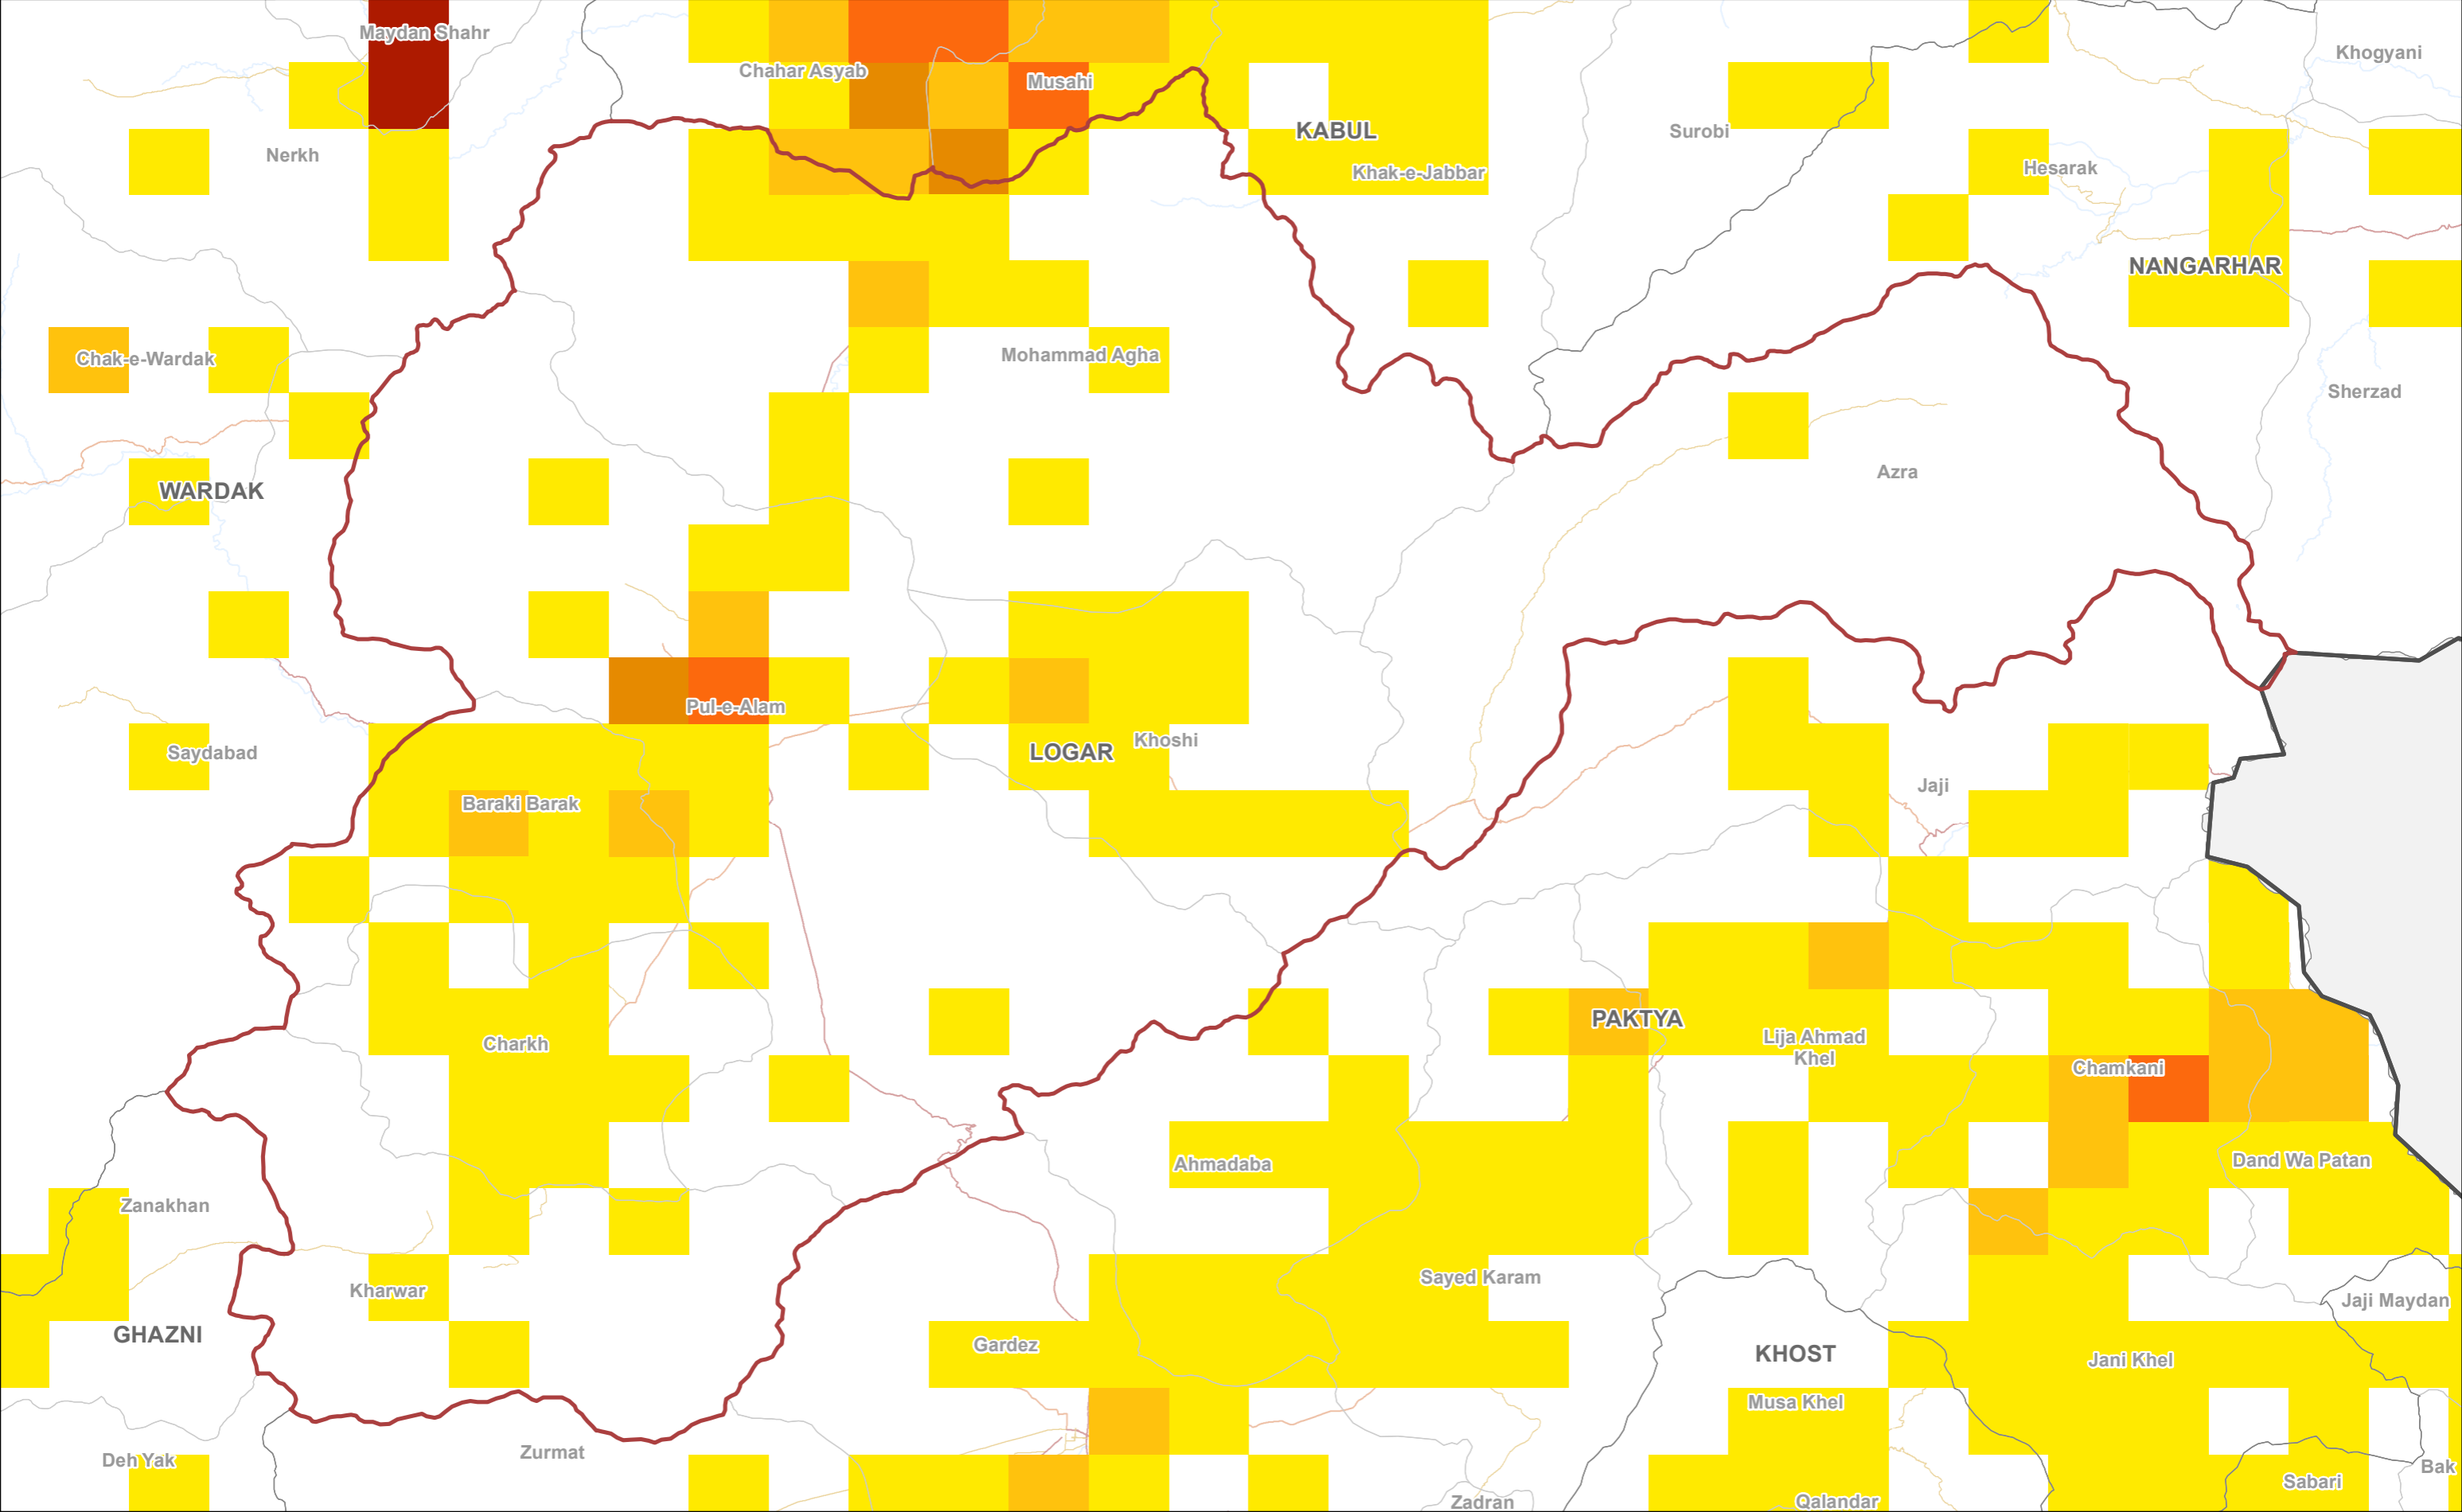 Maydan Shahr
Khogyani
Chahar Asyab
Musahi
KABUL
Surobi
Nerkh
Hesarak
Khak-e-Jabbar
NANGARHAR
Chak-e-Wardak
Mohammad Agha
Sherzad
Azra
WARDAK
Pul-e-Alam
Saydabad
LOGAR
Khoshi
Jaji
Baraki Barak
PAKTYA
Charkh
Lija Ahmad
Khel
Chamkani
Ahmadaba
Dand Wa Patan
Zanakhan
Sayed Karam
Kharwar
Jaji Maydan
GHAZNI
Gardez
KHOST
Jani Khel
Musa Khel
Zurmat
Deh Yak
Bak
Sabari
Zadran
Qalandar